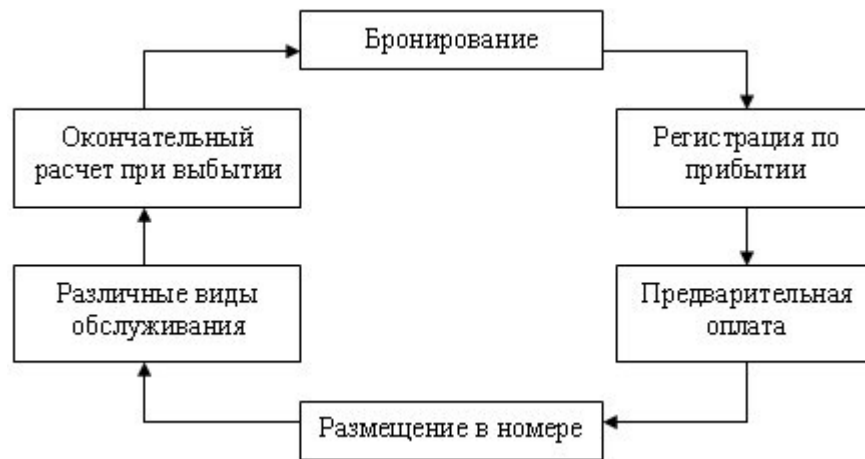 Бронирование
Регистрация по
прибытии
Предварительная
оплата
Размещение в номере
Различные виды
обслуживания
Окончательный
расчет при выбытии